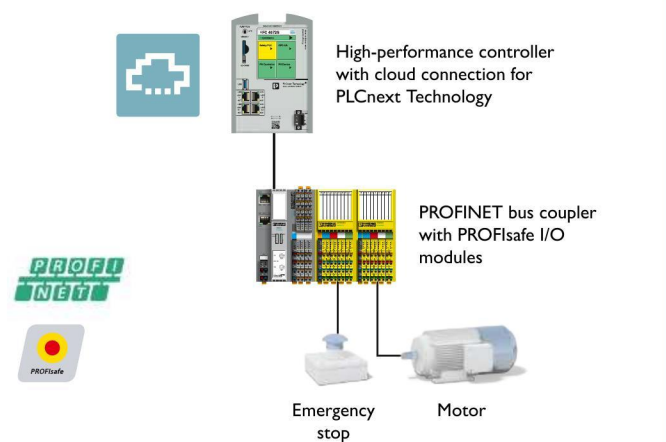 High-performance controller
with cloud connection for
PLCnext Technology
PROFINET bus coupler
with PROFIsafe I/O
modules
PROFI
NET
PROFIsafe
Emergency
stop
Motor